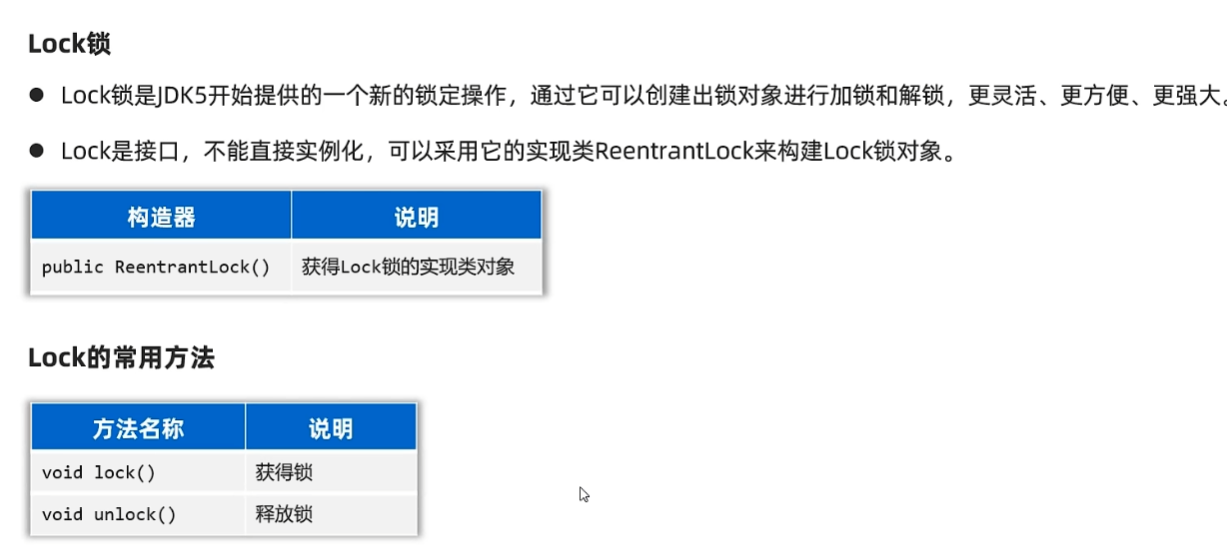 Lock锁
● Lock锁是JDK5开始提供的一个新的锁定操作，通过它可以创建出锁对象进行加锁和解锁，更灵活、更方便、更强大。
● Lock是接口，不能直接实例化，可以采用它的实现类ReentrantLock来构建Lock锁对象。
构造器 说明
public ReentrantLock() 获得Lock锁的实现类对象
Lock的常用方法
方法名称 说明
void lock() 获得锁
void unlock() 释放锁